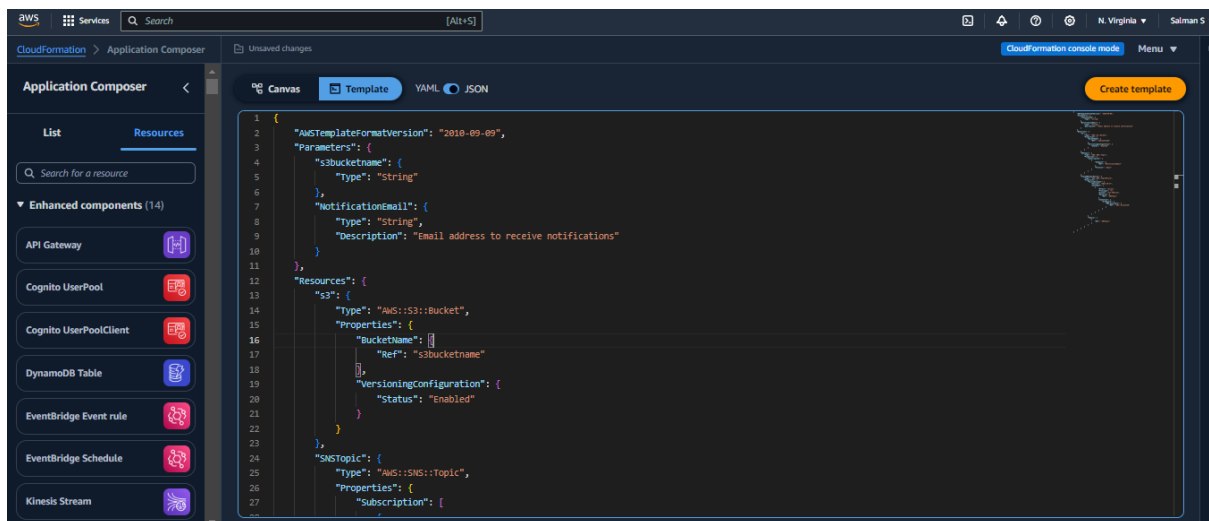 aws Services Search [Alt+S] N. Virginia ▼ Salman S
CloudFormation > Application Composer Unsaved changes CloudFormation console mode Menu ▼
Application Composer <
List Resources
Search for a resource
▼ Enhanced components (14)
API Gateway
Cognito UserPool
Cognito UserPoolClient
DynamoDB Table
EventBridge Event rule
EventBridge Schedule
Kinesis Stream
Canvas Template YAML JSON Create template
1 {
2 "AWSTemplateFormatVersion": "2010-09-09",
3 "Parameters": {
4 "s3bucketname": {
5 "Type": "String"
6 },
7 "NotificationEmail": {
8 "Type": "String",
9 "Description": "Email address to receive notifications"
10 }
11 },
12 "Resources": {
13 "s3": {
14 "Type": "AWS::S3::Bucket",
15 "Properties": {
16 "BucketName": {
17 "Ref": "s3bucketname"
18 },
19 "VersioningConfiguration": {
20 "Status": "Enabled"
21 }
22 }
23 },
24 "SNSTopic": {
25 "Type": "AWS::SNS::Topic",
26 "Properties": {
27 "Subscription": [